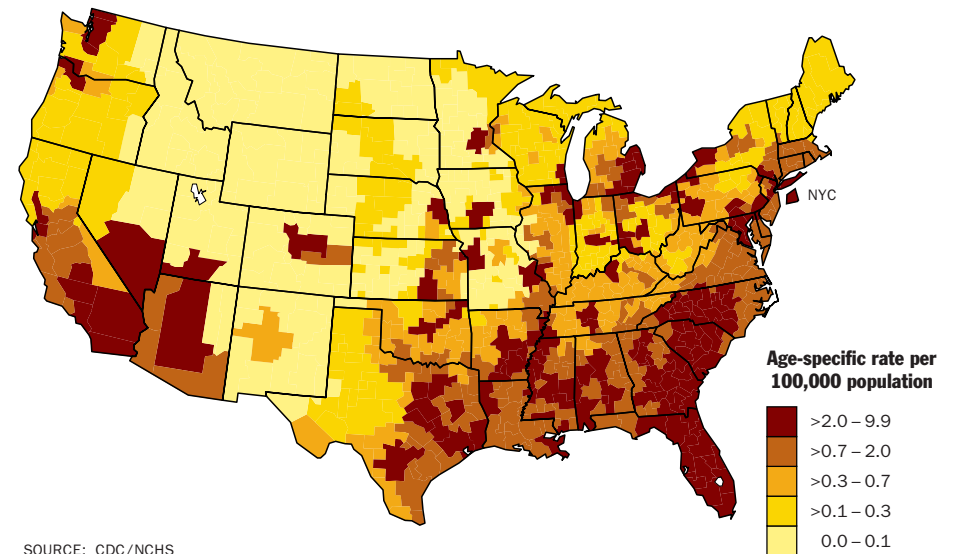 NYC
Age-specific rate per
100,000 population
>2.0 – 9.9
>0.7 – 2.0
>0.3 – 0.7
>0.1 – 0.3
0.0 – 0.1
SOURCE: CDC/NCHS